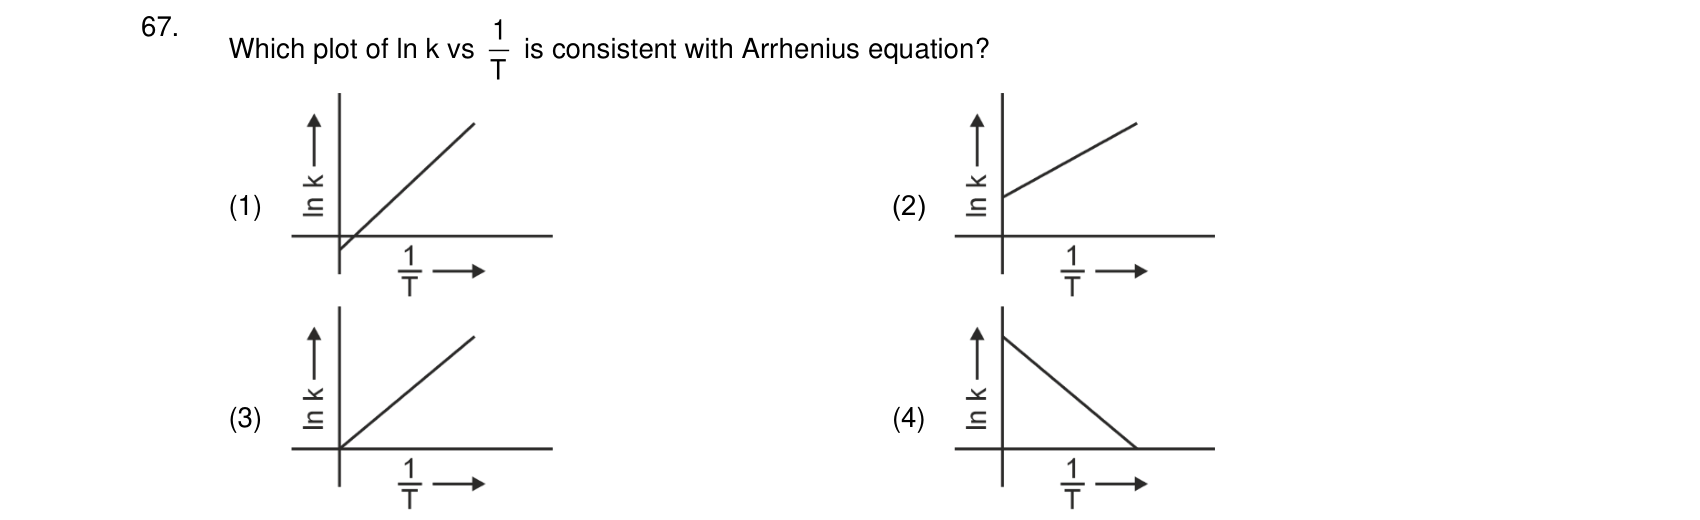 67.
Which plot of ln k vs 1/T is consistent with Arrhenius equation?
(1)
ln k
1/T
(2)
ln k
1/T
(3)
ln k
1/T
(4)
ln k
1/T